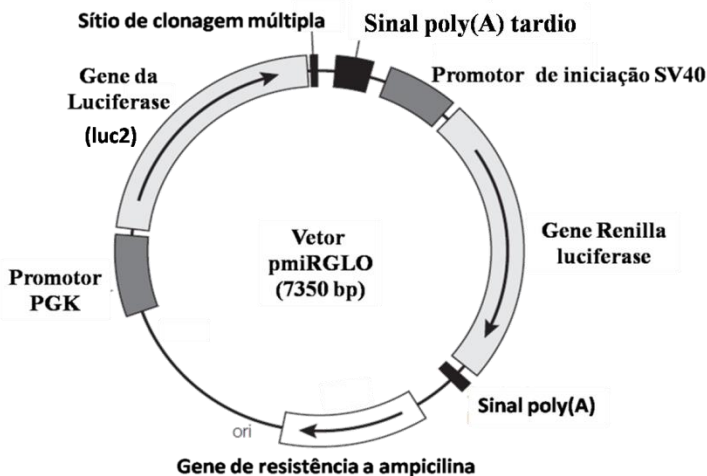 Sítio de clonagem múltipla
Sinal poly(A) tardio
Gene da
Luciferase
(luc2)
Promotor de iniciação SV40
Vetor
pmiRGLO
(7350 bp)
Gene Renilla
luciferase
Promotor
PGK
Sinal poly(A)
ori
Gene de resistência a ampicilina